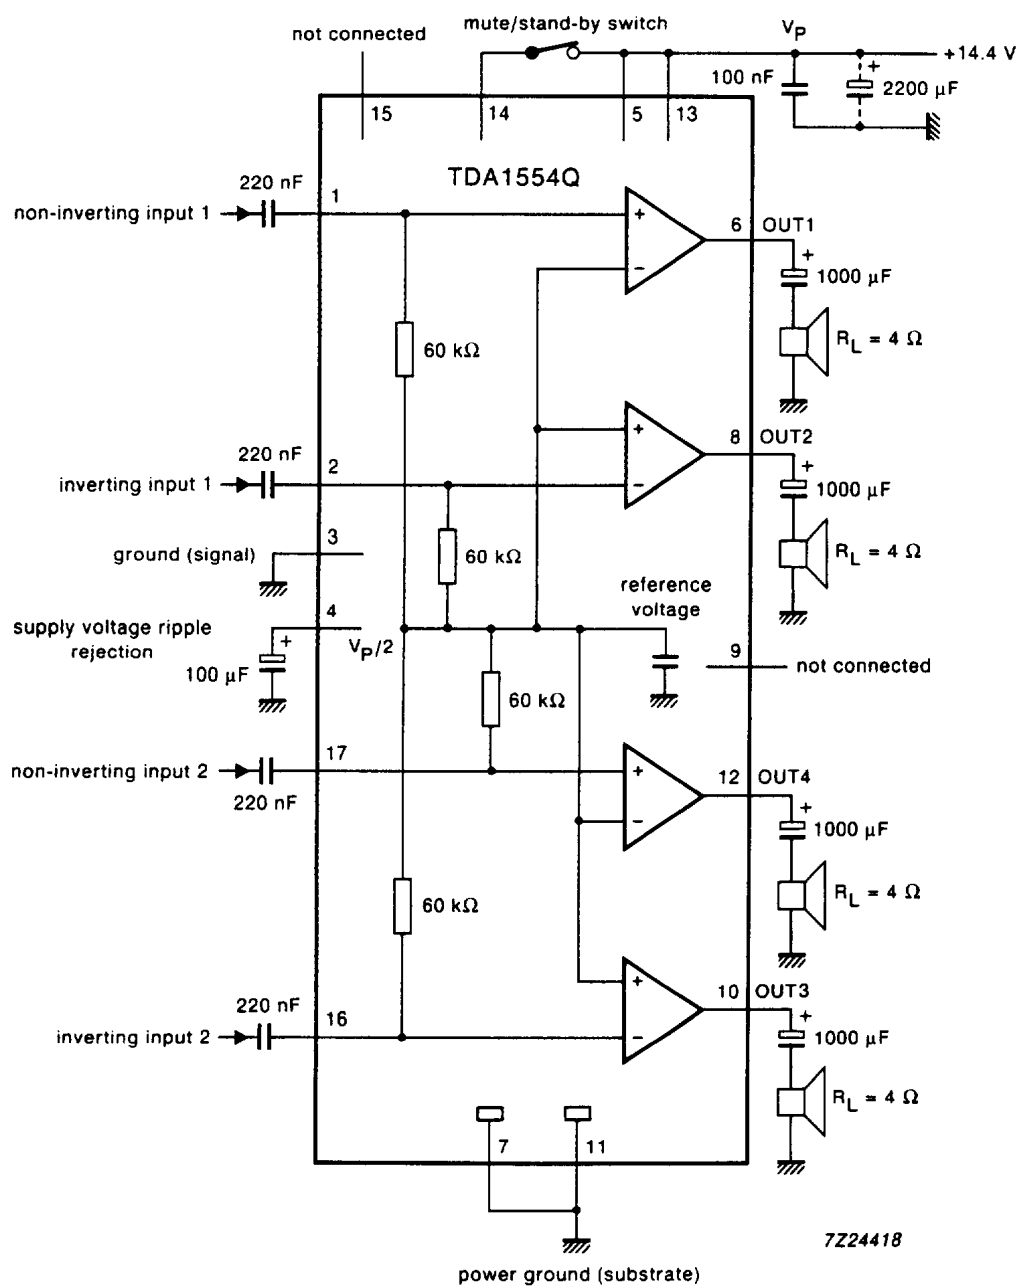 mute/stand-by switch
not connected
V_P
+14.4 V
100 nF
2200 μF
15
14
5
13
TDA1554Q
220 nF
1
non-inverting input 1
+
−
6
OUT1
+
1000 μF
60 kΩ
R_L = 4 Ω
220 nF
2
inverting input 1
+
−
8
OUT2
+
1000 μF
3
ground (signal)
60 kΩ
R_L = 4 Ω
4
supply voltage ripple
rejection
+
100 μF
V_P/2
reference
voltage
9
not connected
60 kΩ
17
non-inverting input 2
220 nF
+
−
12
OUT4
+
1000 μF
60 kΩ
R_L = 4 Ω
220 nF
16
inverting input 2
+
−
10
OUT3
+
1000 μF
R_L = 4 Ω
7
11
7Z24418
power ground (substrate)
+